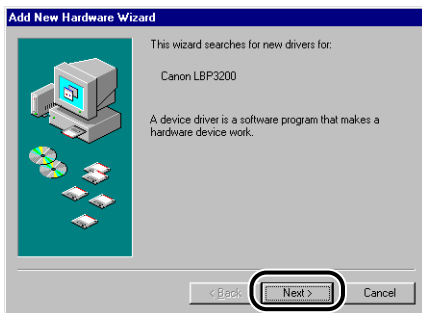 Add New Hardware Wizard
This wizard searches for new drivers for:
Canon LBP3200
A device driver is a software program that makes a
hardware device work.
< Back
Next >
Cancel